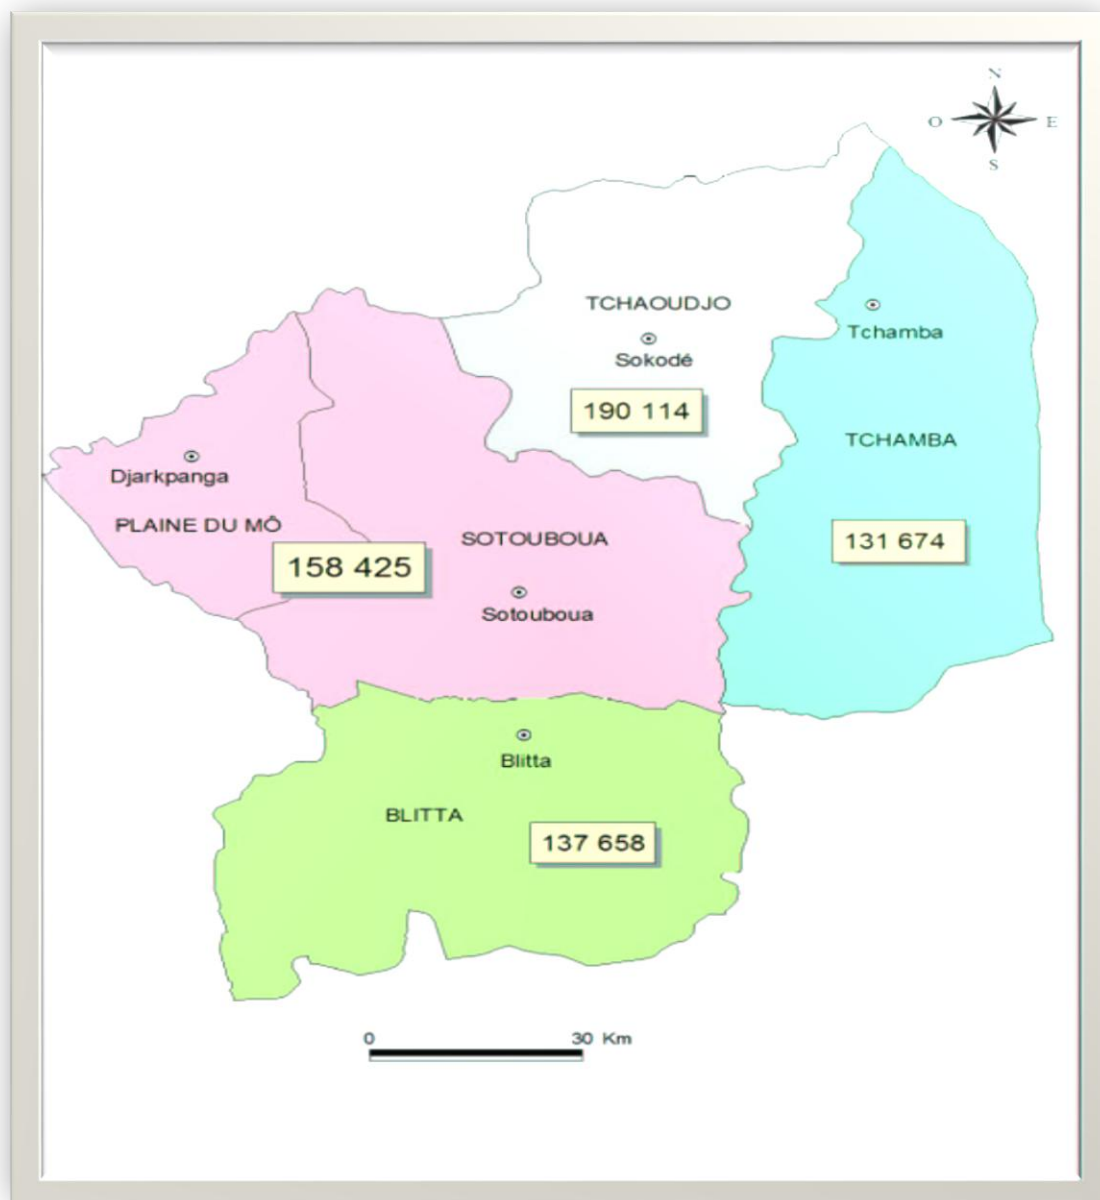 N
O E
S
TCHAOUDJO
Sokodé
190 114
Tchamba
TCHAMBA
131 674
Djarkpanga
PLAINE DU MÔ
158 425
SOTOUBOUA
Sotouboua
Blitta
BLITTA
137 658
0 30 Km